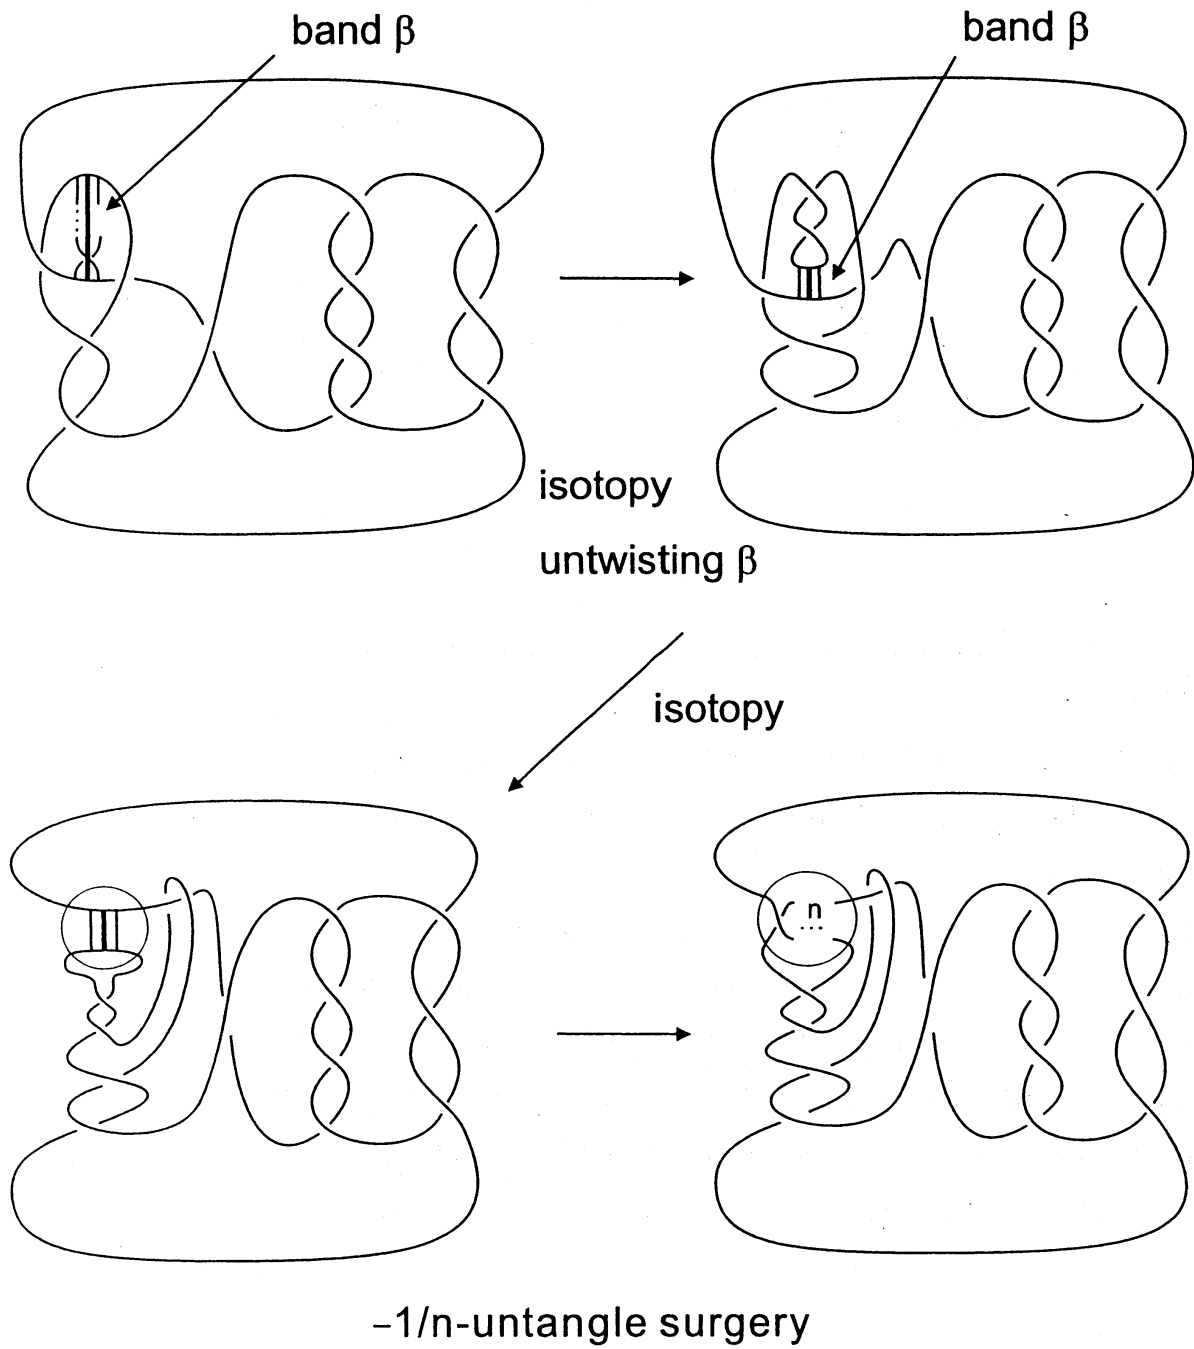 band β
band β
isotopy
untwisting β
isotopy
n
...
−1/n-untangle surgery